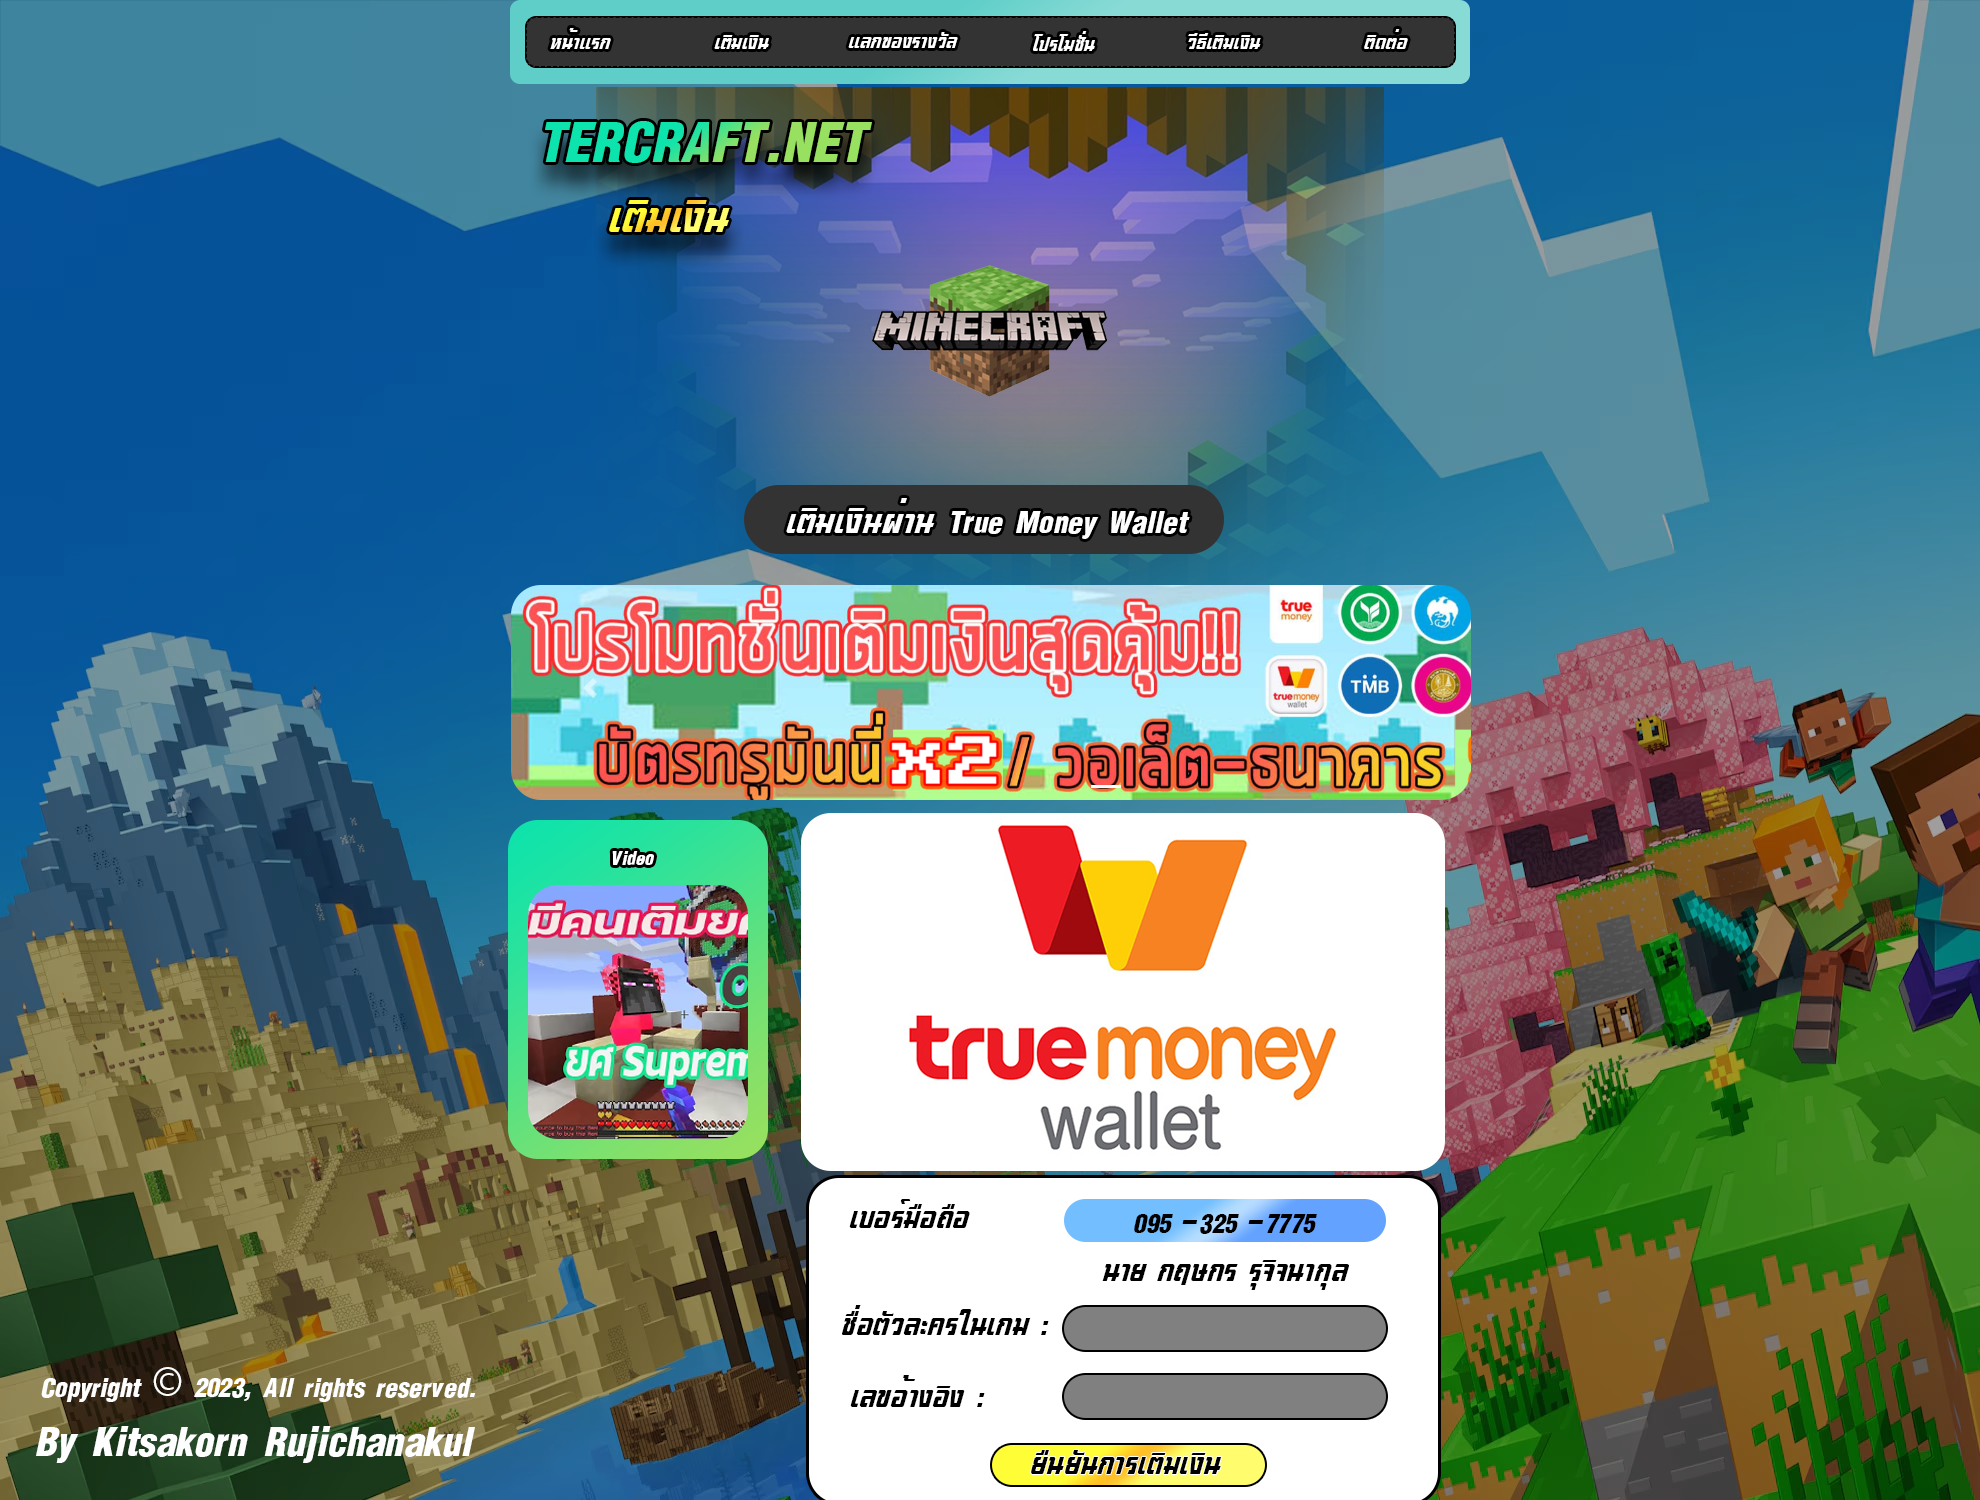 หน้าแรก เติมเงิน แลกของรางวัล โปรโมชั่น วิธีเติมเงิน ติดต่อ
TERCRAFT.NET
เติมเงิน
MINECRAFT
เติมเงินผ่าน True Money Wallet
โปรโมทชั่นเติมเงินสุดคุ้ม!!
true money
truemoney wallet
TMB
บัตรทรูมันนี่ x2 / วอเล็ต-ธนาคาร
Video
มีคนเติมยศ
ยศ Suprem
true money
wallet
เบอร์มือถือ 095 -325 -7775
นาย กฤษกร รุจิจนากุล
ชื่อตัวละครในเกม :
เลขอ้างอิง :
ยืนยันการเติมเงิน
Copyright © 2023, All rights reserved.
By Kitsakorn Rujichanakul